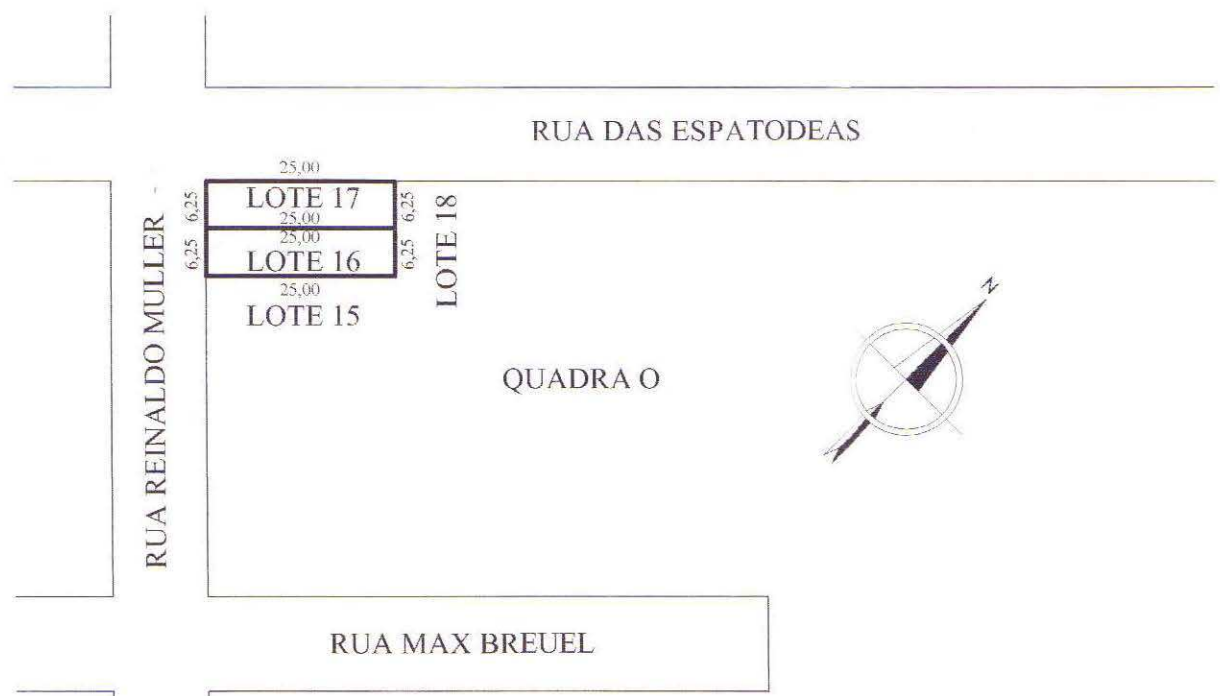 RUA DAS ESPATODEAS
25,00
LOTE 17
25,00
6,25
6,25
25,00
LOTE 16
6,25
6,25
25,00
LOTE 15
LOTE 18
RUA REINALDO MULLER -
QUADRA O
N
RUA MAX BREUEL